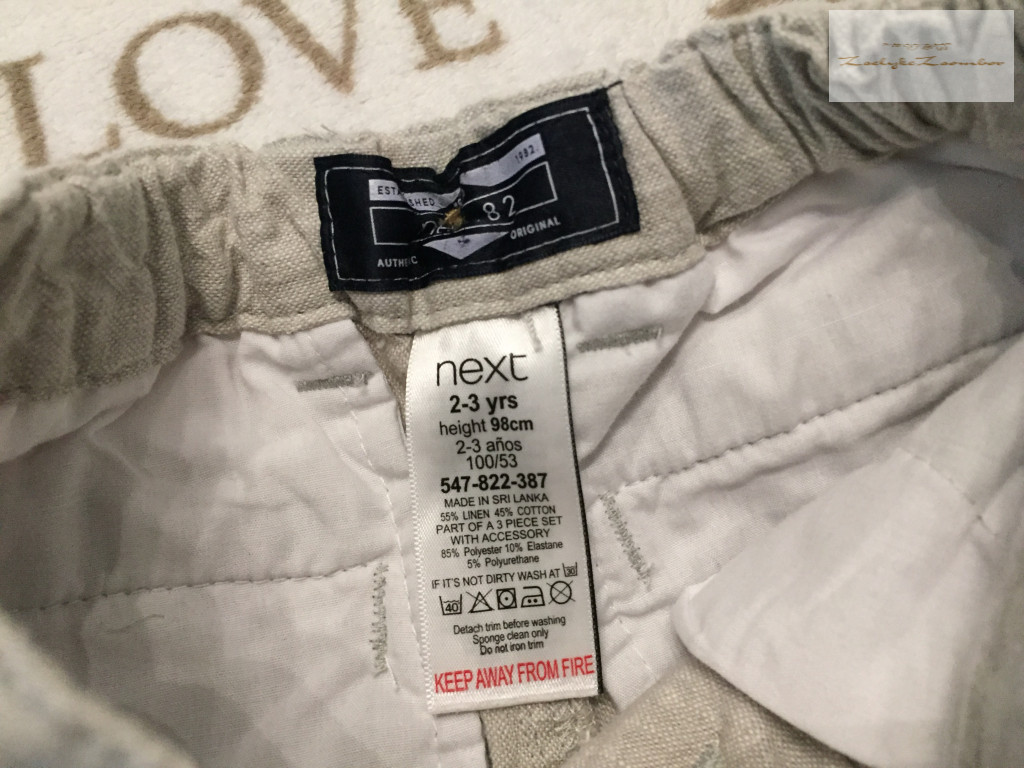 LOVE
1982.
82
ORIGINAL
next
2-3 yrs
height 98cm
2-3 años
100/53
547-822-387
MADE IN SRI LANKA
55% LINEN 45% COTTON
PART OF A 3 PIECE SET
WITH ACCESSORY
85% Polyester 10% Elastane
5% Polyurethane
IF IT'S NOT DIRTY WASH AT 30
40
Detach trim before washing
Sponge clean only
Do not iron trim
KEEP AWAY FROM FIRE